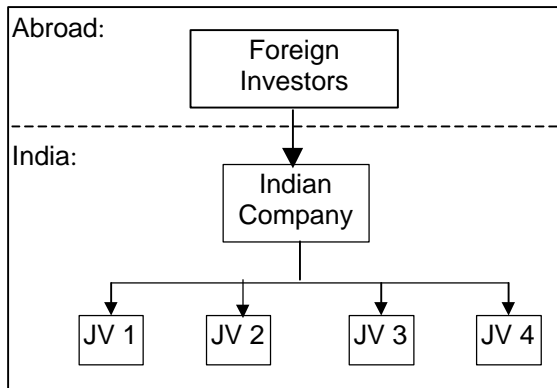 Abroad:
Foreign
Investors
India:
Indian
Company
JV 1
JV 2
JV 3
JV 4